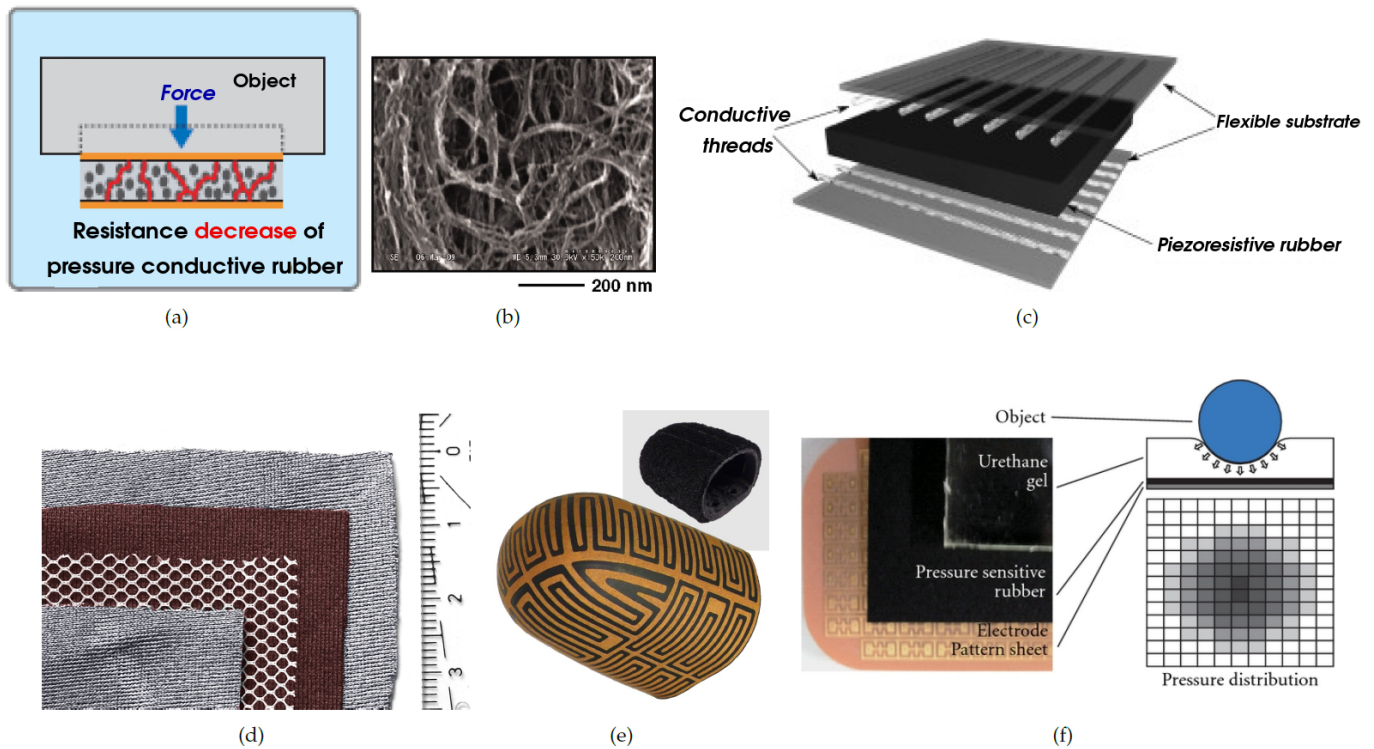 Object
Force
Resistance decrease of
pressure conductive rubber
(a)
200 nm
(b)
Conductive
threads
Flexible substrate
Piezoresistive rubber
(c)
0
1
2
3
(d)
(e)
Object
Urethane
gel
Pressure sensitive
rubber
Electrode
Pattern sheet
Pressure distribution
(f)